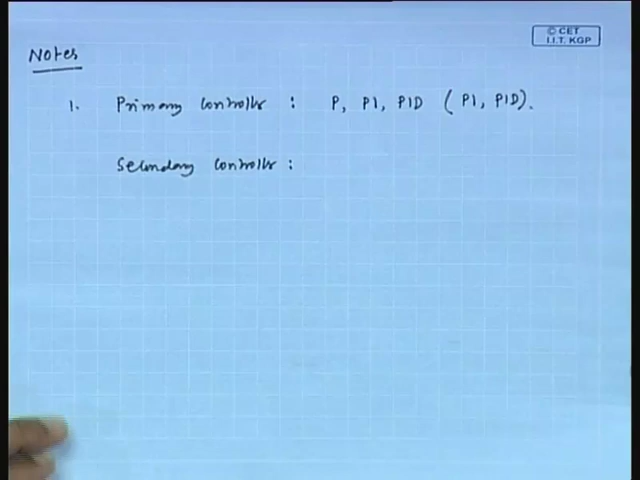 © CET
I.I.T. KGP
Notes
1. Primary controller : P, PI, PID (PI, PID).
Secondary controller :